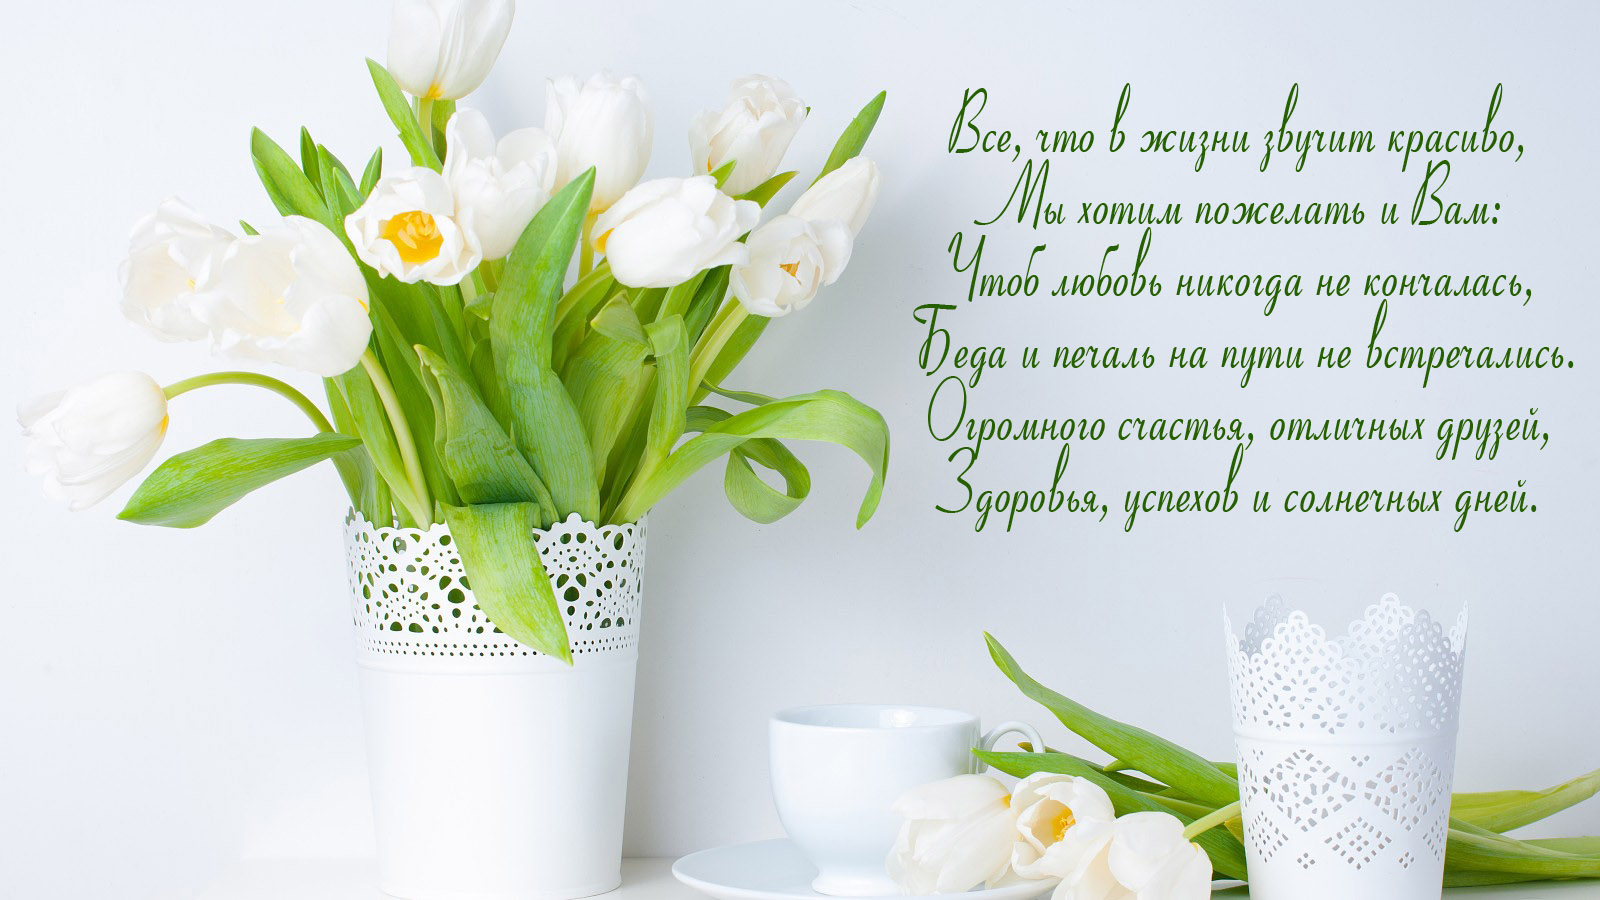 Все, что в жизни звучит красиво,
Мы хотим пожелать и Вам:
Чтоб любовь никогда не кончалась,
Беда и печаль на пути не встречались.
Огромного счастья, отличных друзей,
Здоровья, успехов и солнечных дней.